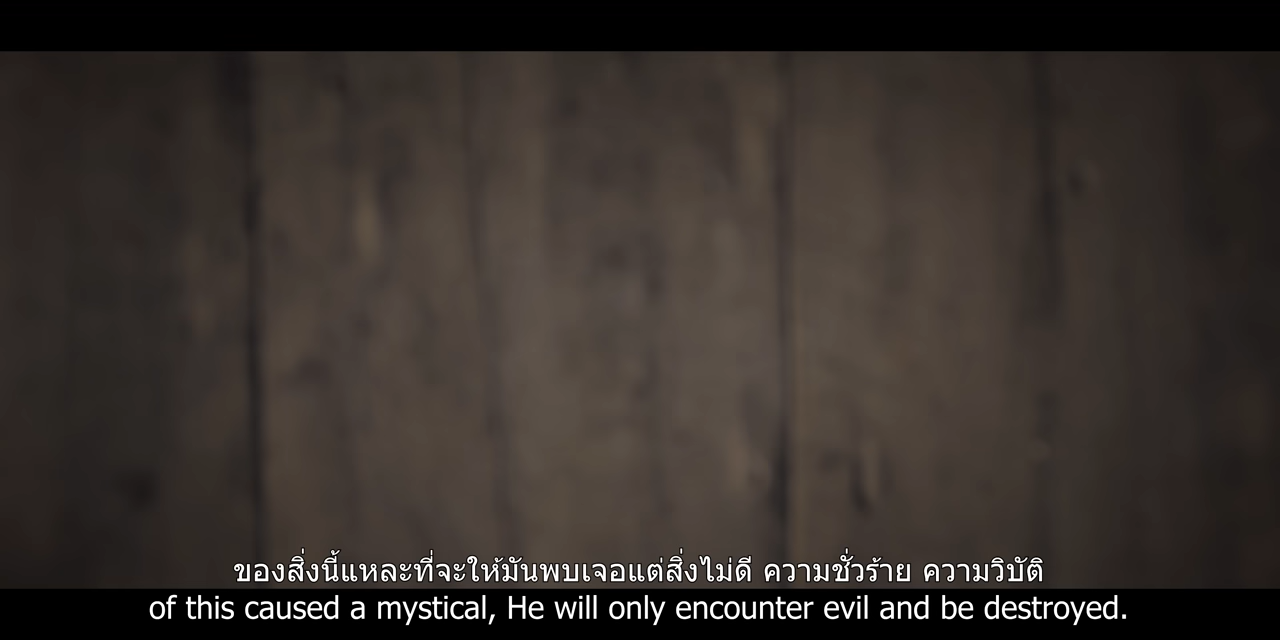 ของสิ่งนี้แหละที่จะให้มันพบเจอแต่สิ่งไม่ดี ความชั่วร้าย ความวิบัติ
of this caused a mystical, He will only encounter evil and be destroyed.